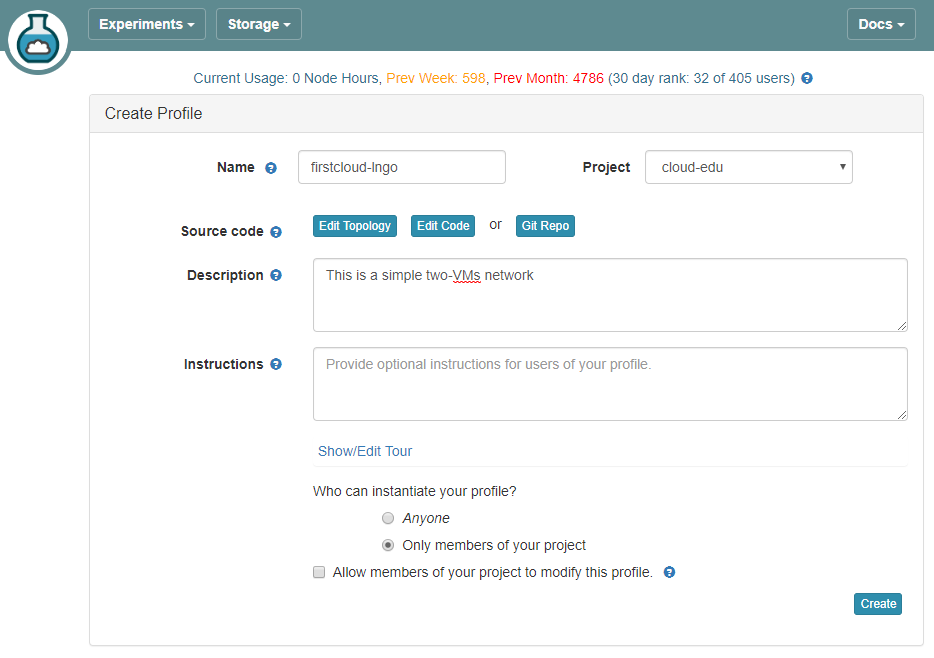 Experiments Storage Docs
Current Usage: 0 Node Hours, Prev Week: 598, Prev Month: 4786 (30 day rank: 32 of 405 users) ?
Create Profile
Name ? firstcloud-lngo Project cloud-edu
Source code ? Edit Topology Edit Code or Git Repo
Description ? This is a simple two-VMs network
Instructions ? Provide optional instructions for users of your profile.
Show/Edit Tour
Who can instantiate your profile?
Anyone
Only members of your project
Allow members of your project to modify this profile. ?
Create